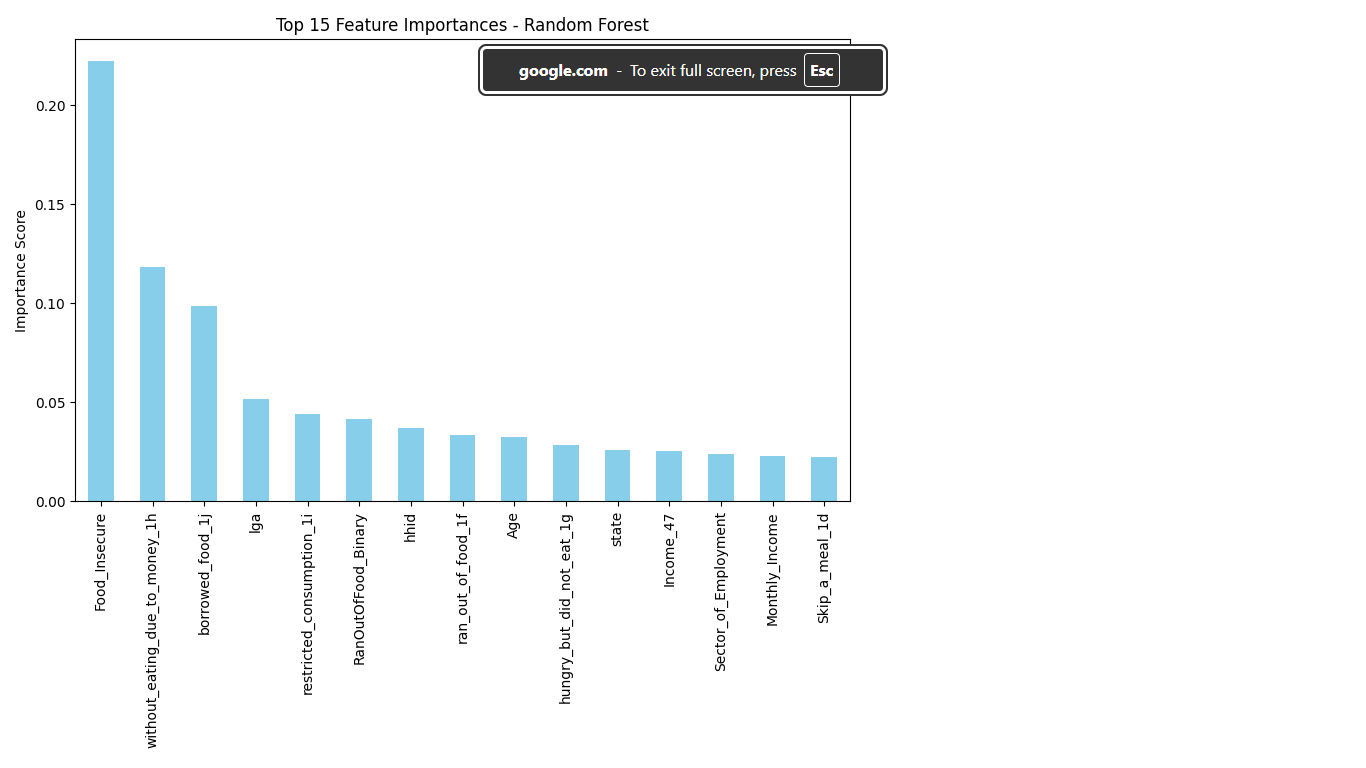 Top 15 Feature Importances - Random Forest
google.com - To exit full screen, press Esc
Importance Score
0.20
0.15
0.10
0.05
0.00
Food_Insecure
without_eating_due_to_money_1h
borrowed_food_1j
lga
restricted_consumption_1i
RanOutOfFood_Binary
hhid
ran_out_of_food_1f
Age
hungry_but_did_not_eat_1g
state
Income_47
Sector_of_Employment
Monthly_Income
Skip_a_meal_1d